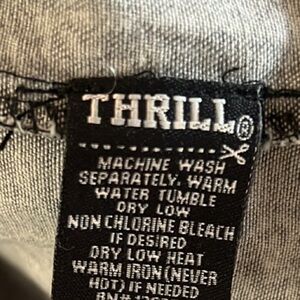 THRILL®
MACHINE WASH
SEPARATELY. WARM
WATER TUMBLE
DRY LOW
NON CHLORINE BLEACH
IF DESIRED
DRY LOW HEAT
WARM IRON(NEVER
HOT) IF NEEDED